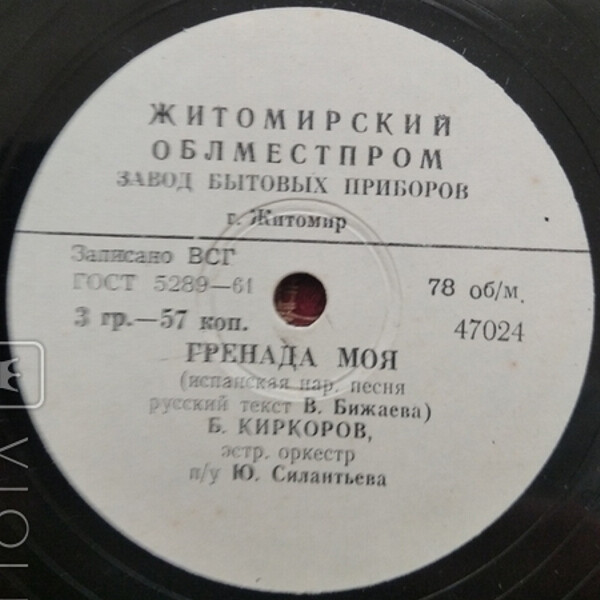 ЖИТОМИРСКИЙ
ОБЛМЕСТПРОМ
ЗАВОД БЫТОВЫХ ПРИБОРОВ
г. Житомир
Записано ВСГ
ГОСТ 5289—61 78 об/м.
3 гр.—57 коп. 47024
ГРЕНАДА МОЯ
(испанская нар. песня
русский текст В. Бижаева)
Б. КИРКОРОВ,
эстр. оркестр
п/у Ю. Силантьева